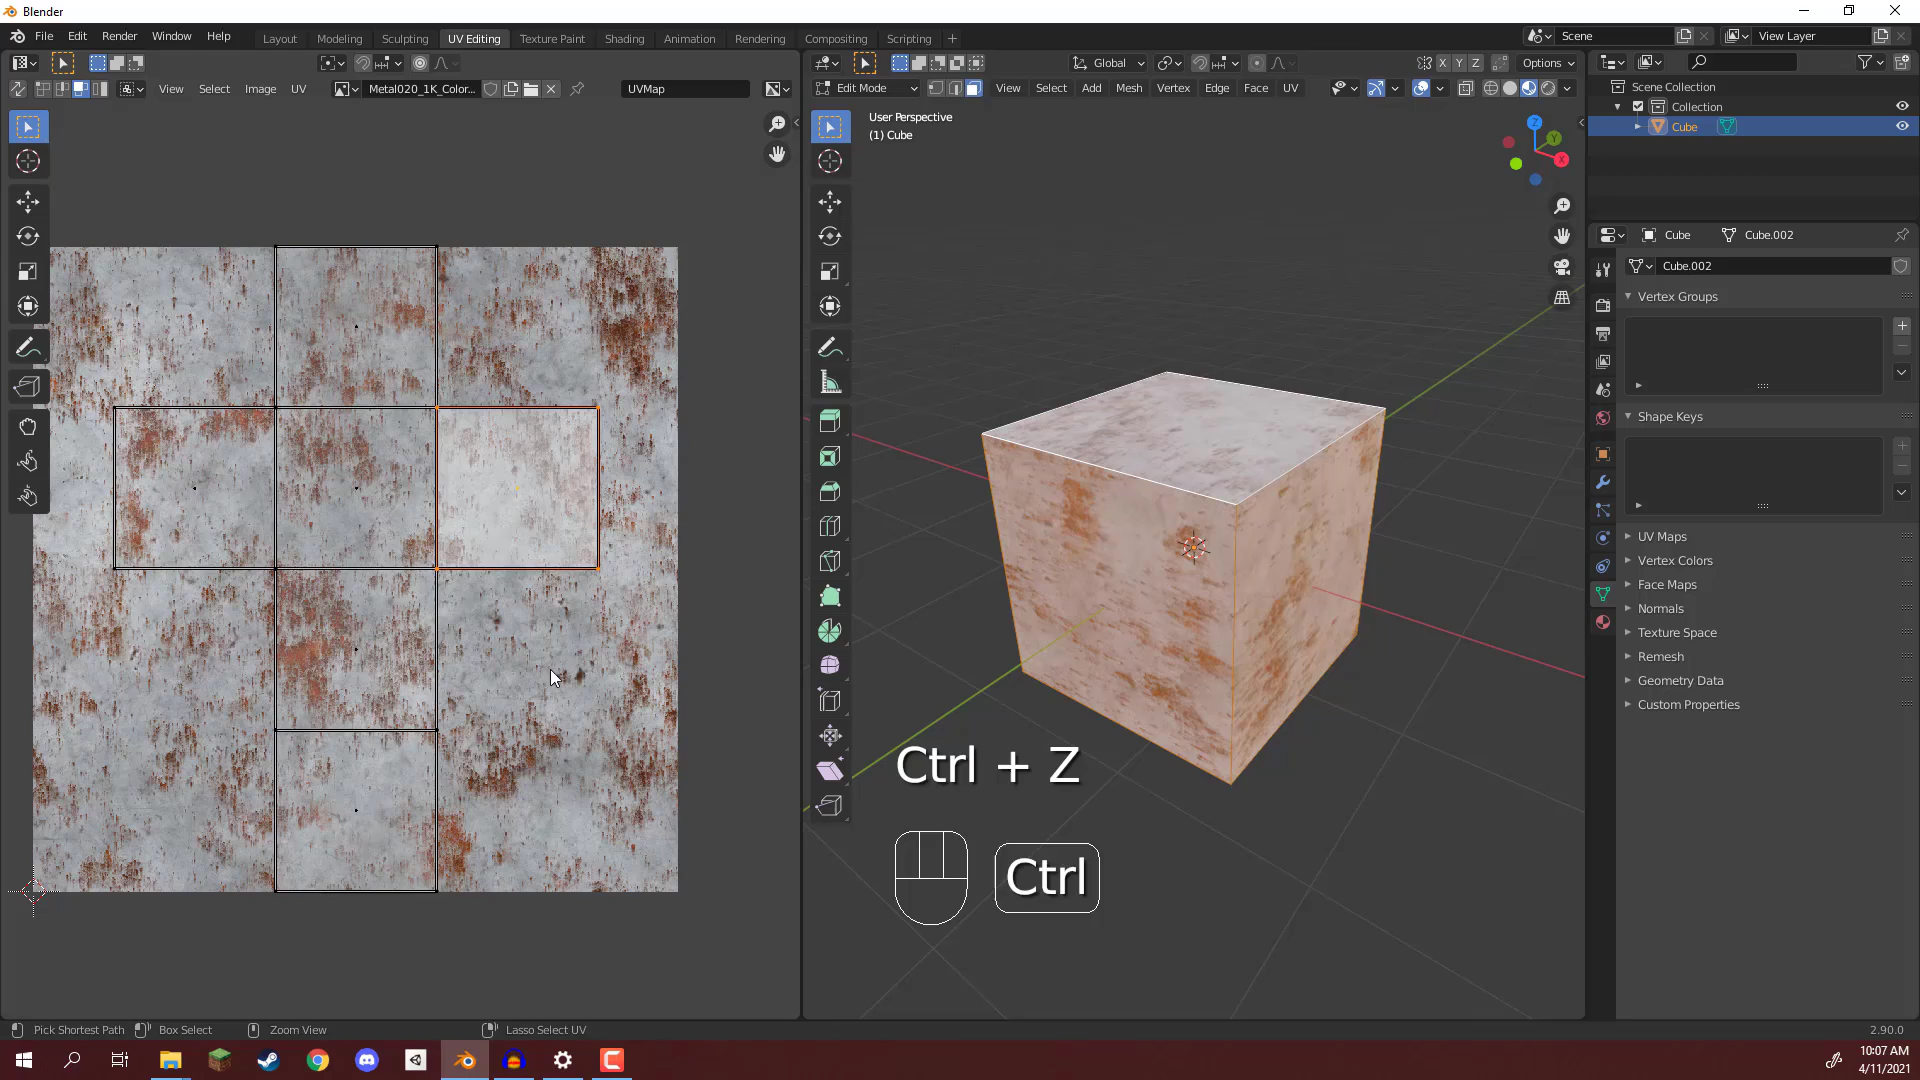 Blender
File Edit Render Window Help
Layout Modeling Sculpting UV Editing Texture Paint Shading Animation Rendering Compositing Scripting +
Scene
View Layer
Global
X Y Z
Options
View Select Image UV
Metal020_1K_Color...
UVMap
Edit Mode
View Select Add Mesh Vertex Edge Face UV
User Perspective
(1) Cube
Z
Y
X
Scene Collection
Collection
Cube
Cube
Cube.002
Cube.002
Vertex Groups
Shape Keys
UV Maps
Vertex Colors
Face Maps
Normals
Texture Space
Remesh
Geometry Data
Custom Properties
Ctrl + Z
Ctrl
Pick Shortest Path
Box Select
Zoom View
Lasso Select UV
2.90.0
10:07 AM
4/11/2021